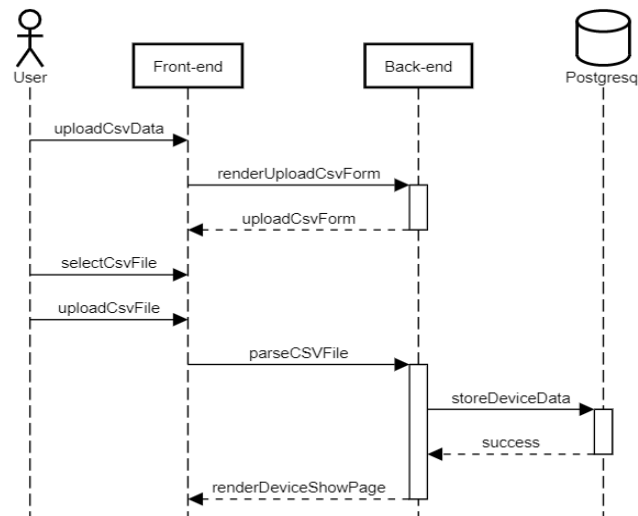 User
Front-end
Back-end
Postgresq
uploadCsvData
renderUploadCsvForm
uploadCsvForm
selectCsvFile
uploadCsvFile
parseCSVFile
storeDeviceData
success
renderDeviceShowPage